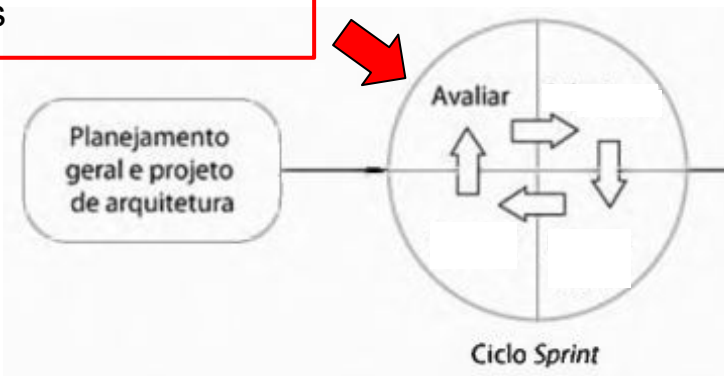 s
Avaliar
Planejamento
geral e projeto
de arquitetura
Ciclo Sprint